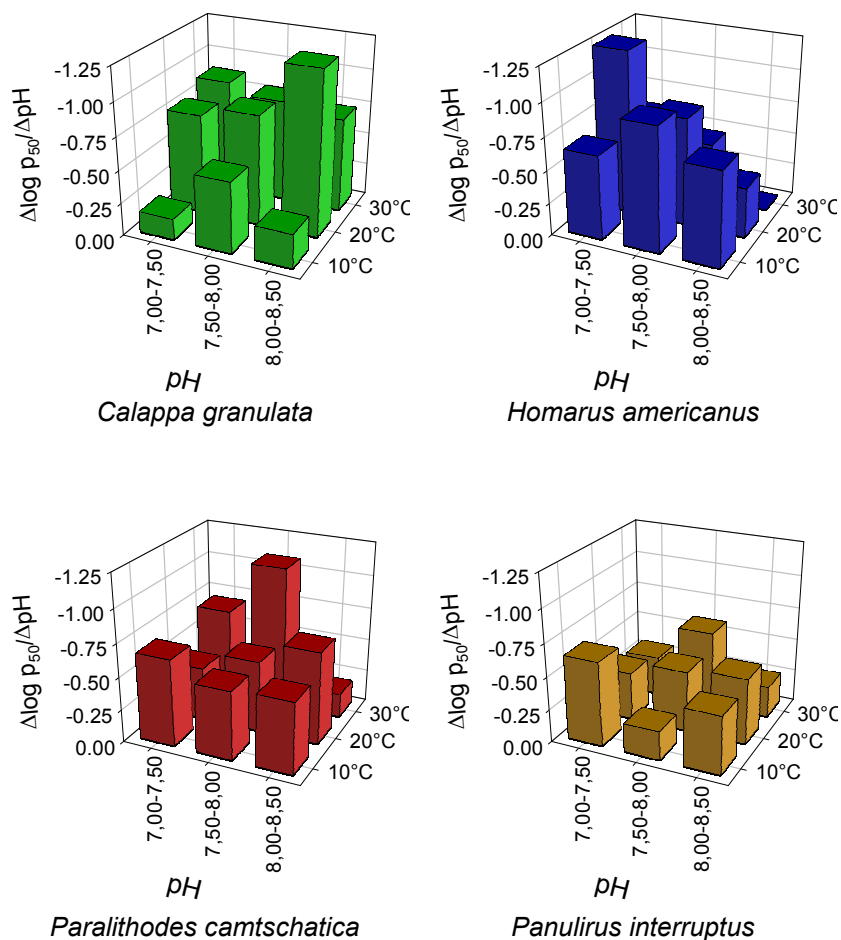 Δlog p50/ΔpH
-1.25
-1.00
-0.75
-0.50
-0.25
0.00
30°C
20°C
10°C
7,00-7,50
7,50-8,00
8,00-8,50
pH
Calappa granulata
Δlog p50/ΔpH
-1.25
-1.00
-0.75
-0.50
-0.25
0.00
30°C
20°C
10°C
7,00-7,50
7,50-8,00
8,00-8,50
pH
Homarus americanus
Δlog p50/ΔpH
-1.25
-1.00
-0.75
-0.50
-0.25
0.00
30°C
20°C
10°C
7,00-7,50
7,50-8,00
8,00-8,50
pH
Paralithodes camtschatica
Δlog p50/ΔpH
-1.25
-1.00
-0.75
-0.50
-0.25
0.00
30°C
20°C
10°C
7,00-7,50
7,50-8,00
8,00-8,50
pH
Panulirus interruptus